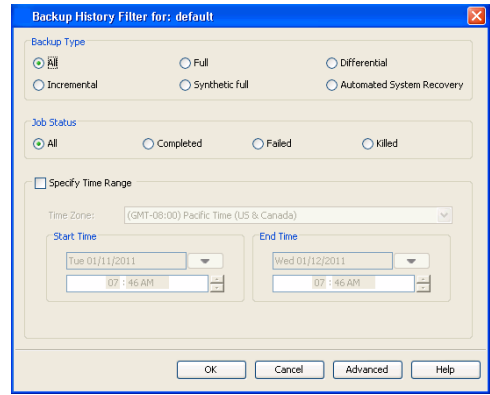 Backup History Filter for: default
Backup Type
All Full Differential
Incremental Synthetic full Automated System Recovery
Job Status
All Completed Failed Killed
Specify Time Range
Time Zone: (GMT-08:00) Pacific Time (US & Canada)
Start Time End Time
Tue 01/11/2011 Wed 01/12/2011
07 : 46 AM 07 : 46 AM
OK Cancel Advanced Help